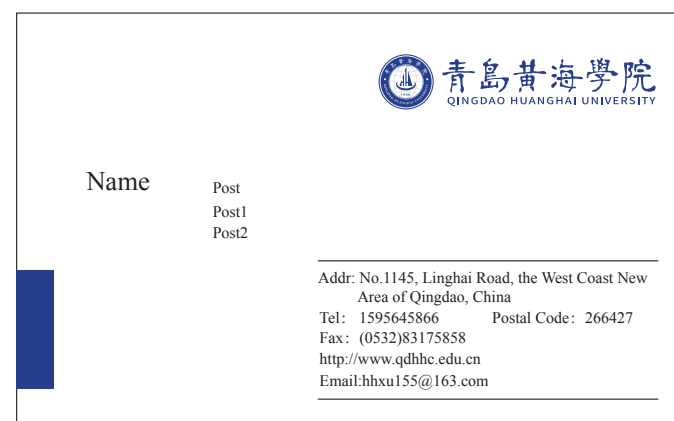 青島黄海學院
QINGDAO HUANGHAI UNIVERSITY
Name
Post
Post1
Post2
Addr: No.1145, Linghai Road, the West Coast New
Area of Qingdao, China
Tel: 1595645866 Postal Code: 266427
Fax: (0532)83175858
http://www.qdhhc.edu.cn
Email:hhxu155@163.com